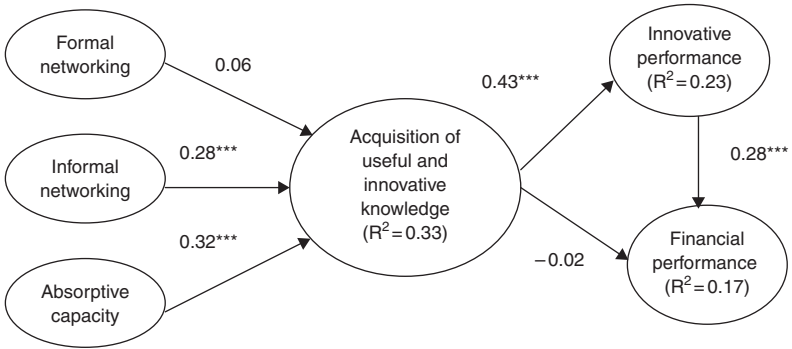 Formal
networking
0.06
Informal
networking
0.28***
Absorptive
capacity
0.32***
Acquisition of
useful and
innovative
knowledge
(R²=0.33)
0.43***
−0.02
Innovative
performance
(R²=0.23)
0.28***
Financial
performance
(R²=0.17)